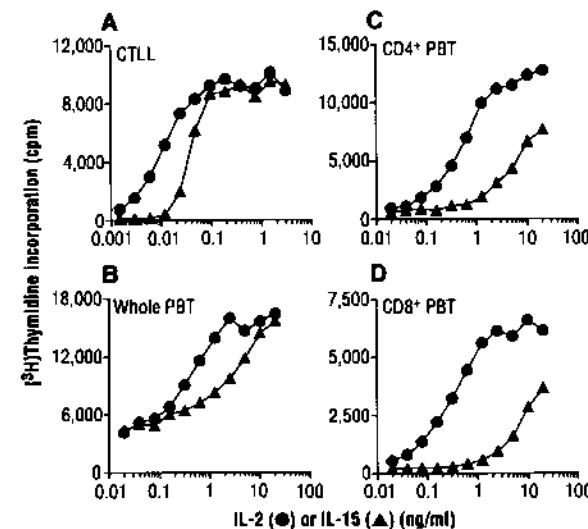 A
CTLL
12,000
8,000
4,000
0
0.001 0.01 0.1 1 10
B
Whole PBT
18,000
12,000
6,000
0
0.01 0.1 1 10 100
C
CD4+ PBT
15,000
10,000
5,000
0
0.01 0.1 1 10 100
D
CD8+ PBT
7,500
5,000
2,500
0
0.01 0.1 1 10 100
[3H]Thymidine incorporation (cpm)
IL-2 (●) or IL-15 (▲) (ng/ml)